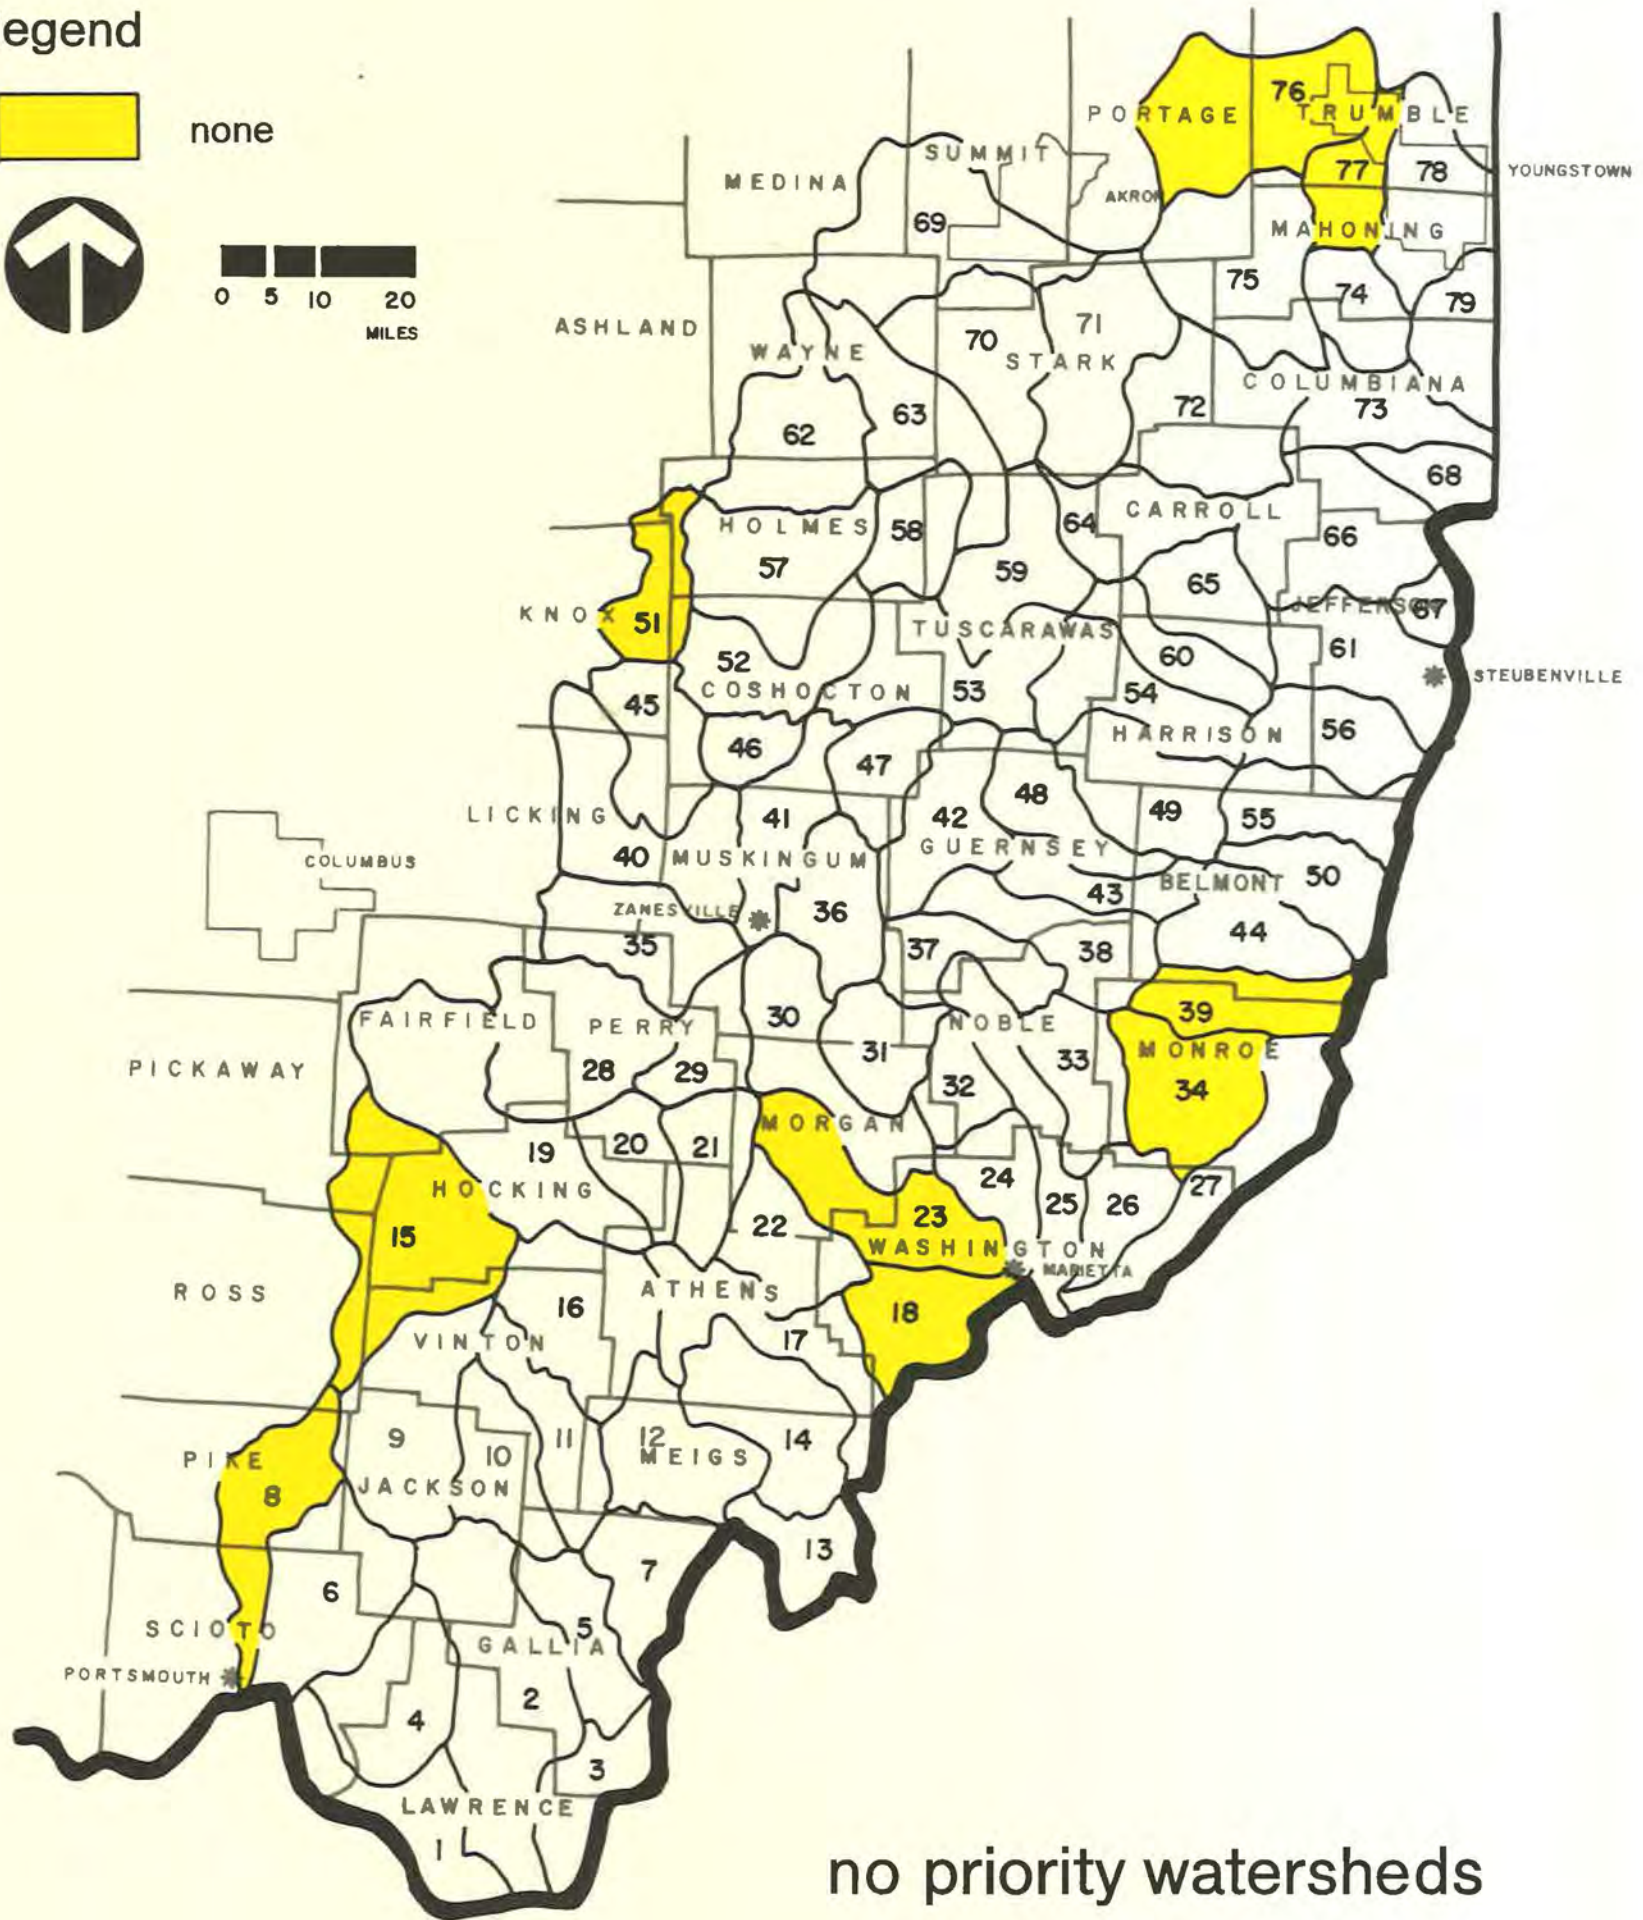 egend
none
0 5 10 20
MILES
PORTAGE
76
TRUMBLE
SUMMIT
MEDINA
77
78
YOUNGSTOWN
AKRON
69
MAHONING
75
74
79
ASHLAND
70
71
WAYNE
STARK
COLUMBIANA
72
73
63
62
68
CARROLL
HOLMES
58
64
66
57
59
65
JEFFERSON
67
KNOX
51
TUSCARAWAS
61
52
60
STEUBENVILLE
COSHOCTON
53
54
45
HARRISON
56
46
47
48
LICKING
41
42
49
55
GUERNSEY
COLUMBUS
40
MUSKINGUM
BELMONT
50
43
ZANESVILLE
36
44
35
37
38
39
FAIRFIELD
PERRY
30
NOBLE
31
MONROE
PICKAWAY
28
29
33
32
34
MORGAN
19
20
21
24
HOCKING
27
25
26
22
23
15
WASHINGTON
MARIETTA
ROSS
ATHENS
16
18
VINTON
17
9
11
12
14
10
MEIGS
PIKE
JACKSON
8
13
7
6
SCIOTO
5
GALLIA
PORTSMOUTH
2
4
3
LAWRENCE
1
no priority watersheds